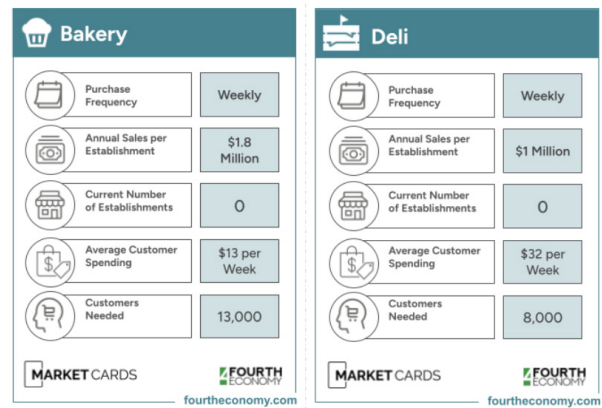 Bakery
Purchase
Frequency
Weekly
Annual Sales per
Establishment
$1.8
Million
Current Number
of Establishments
0
Average Customer
Spending
$13 per
Week
Customers
Needed
13,000
MARKET CARDS
FOURTH
ECONOMY
fourtheconomy.com
Deli
Purchase
Frequency
Weekly
Annual Sales per
Establishment
$1 Million
Current Number
of Establishments
0
Average Customer
Spending
$32 per
Week
Customers
Needed
8,000
MARKET CARDS
FOURTH
ECONOMY
fourtheconomy.com